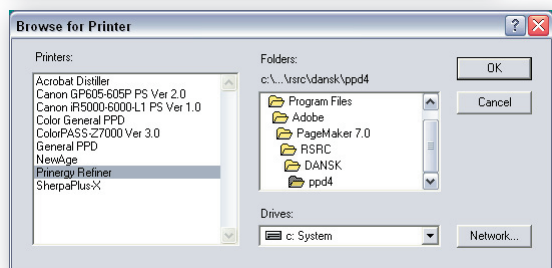 Browse for Printer
Printers:
Acrobat Distiller
Canon GP605-605P PS Ver 2.0
Canon iR5000-6000-L1 PS Ver 1.0
Color General PPD
ColorPASS-Z7000 Ver 3.0
General PPD
NewAge
Prinergy Refiner
SherpaPlus-X
Folders:
c:\...\rsrc\dansk\ppd4
Program Files
Adobe
PageMaker 7.0
RSRC
DANSK
ppd4
Drives:
c: System
OK
Cancel
Network...